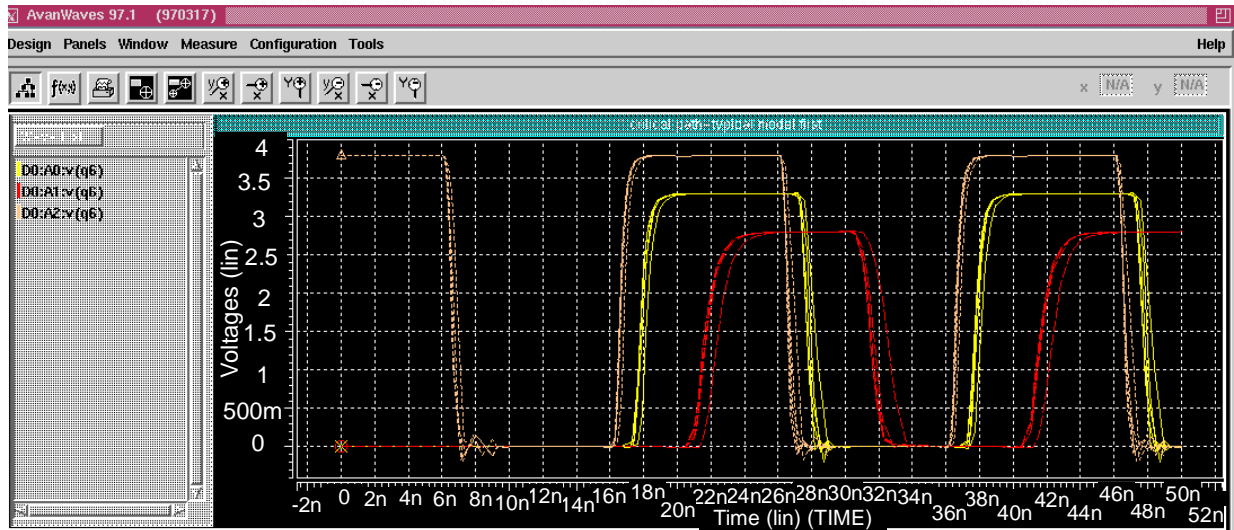 AvanWaves 97.1 (970317)
Design Panels Window Measure Configuration Tools Help
f(x,y) y x x Y y x x Y x N/A y N/A
critical path-typical model first
D0:A0:v(q6)
D0:A1:v(q6)
D0:A2:v(q6)
Voltages (lin)
4
3.5
3
2.5
2
1.5
1
500m
0
-2n 0 2n 4n 6n 8n 10n 12n 14n 16n 18n 20n 22n 24n 26n 28n 30n 32n 34n 36n 38n 40n 42n 44n 46n 48n 50n 52n
Time (lin) (TIME)